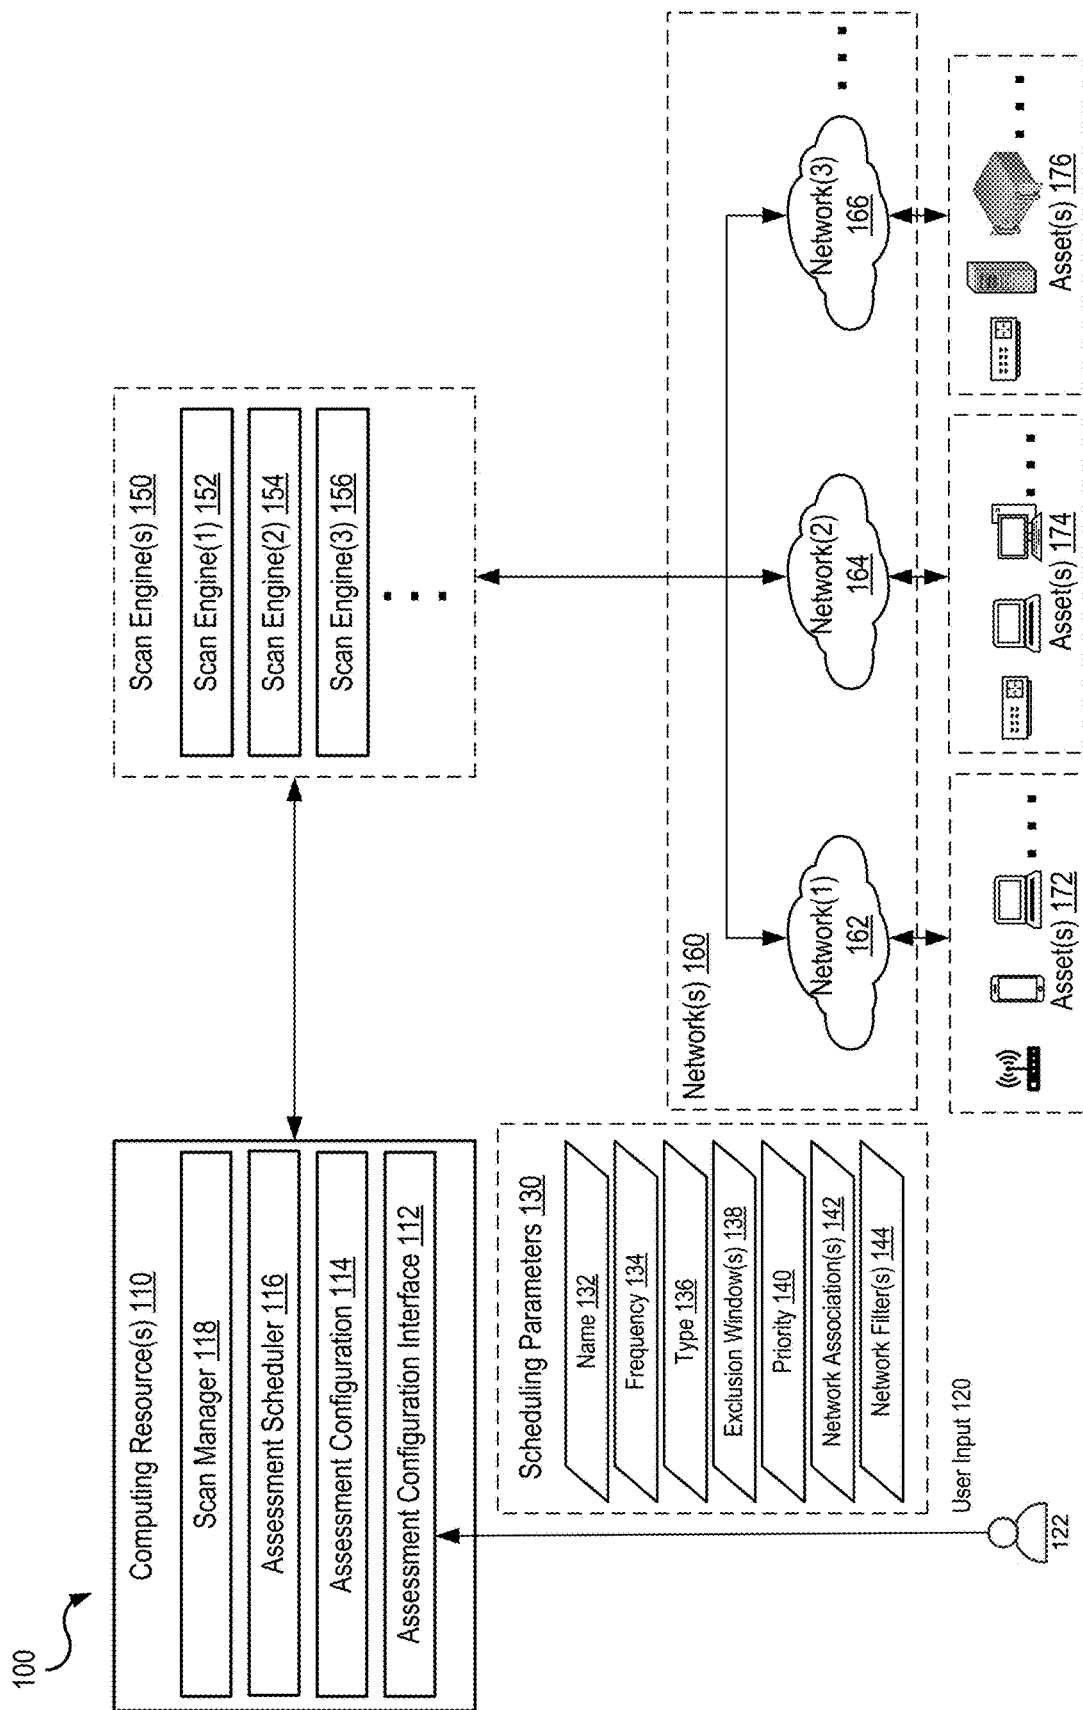 100
Computing Resource(s) 110
Scan Manager 118
Assessment Scheduler 116
Assessment Configuration 114
Assessment Configuration Interface 112
Scan Engine(s) 150
Scan Engine(1) 152
Scan Engine(2) 154
Scan Engine(3) 156
Scheduling Parameters 130
Name 132
Frequency 134
Type 136
Exclusion Window(s) 138
Priority 140
Network Association(s) 142
Network Filter(s) 144
User Input 120
122
Network(s) 160
Network(1)
162
Network(2)
164
Network(3)
166
Asset(s) 172
Asset(s) 174
Asset(s) 176